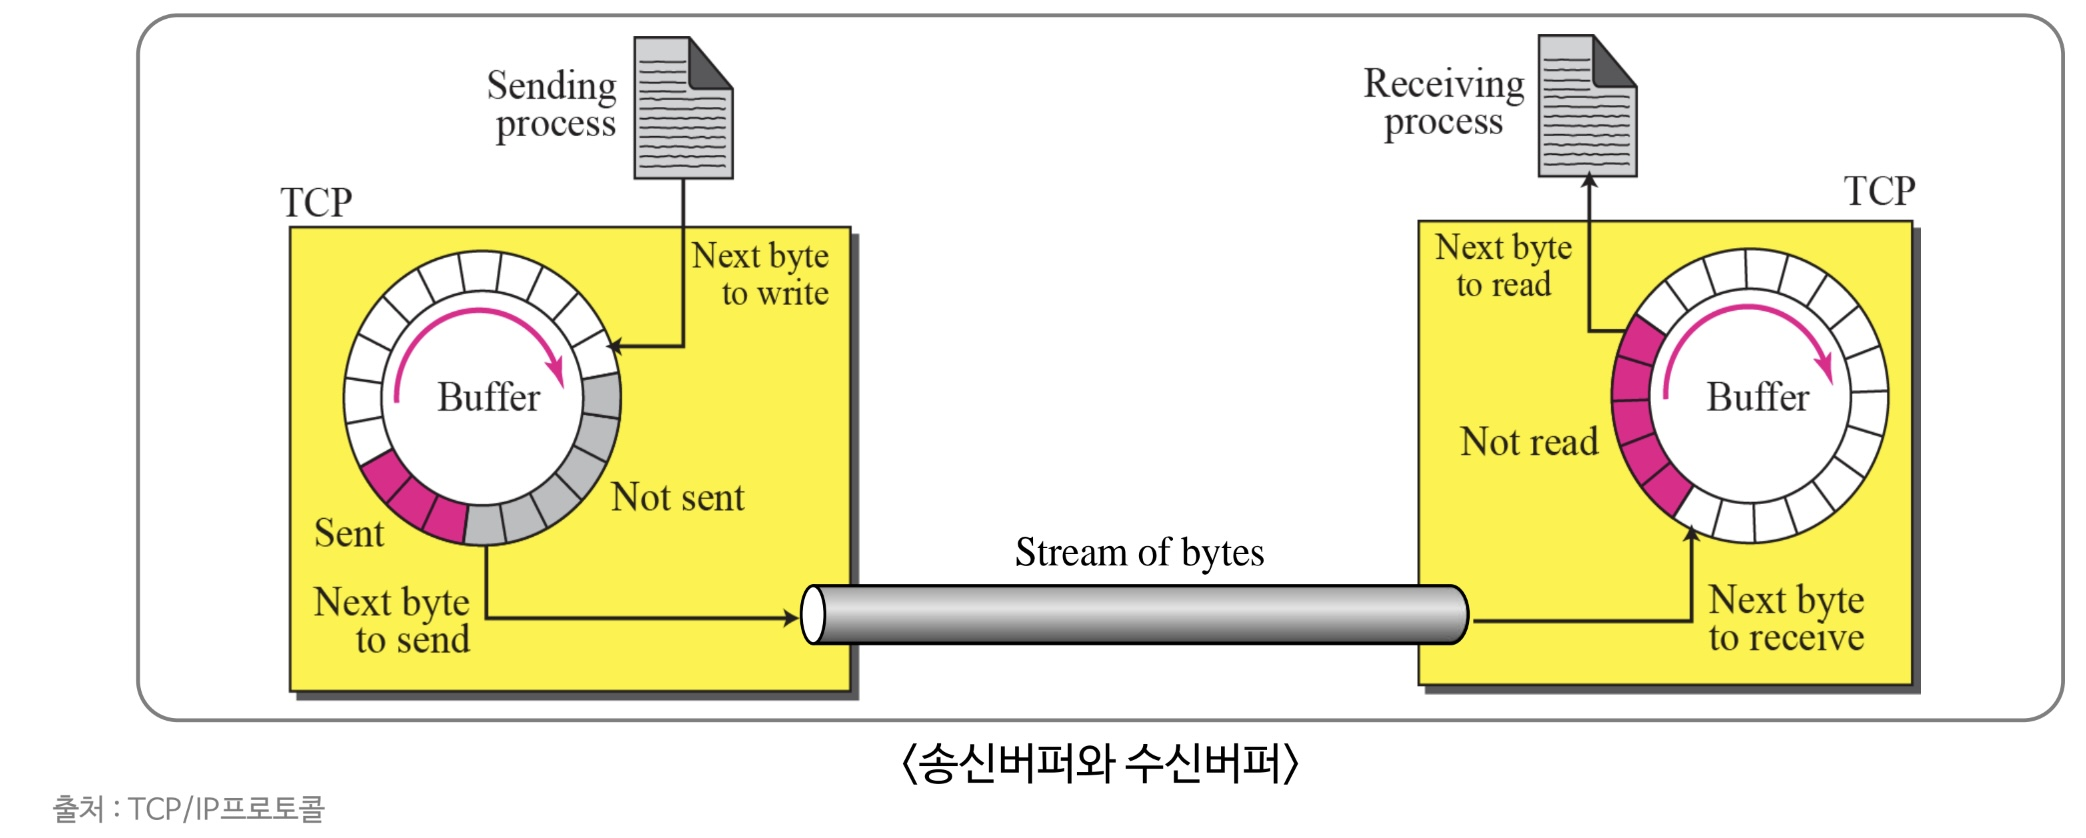 Sending
process
TCP
Next byte
to write
Buffer
Not sent
Sent
Next byte
to send
Stream of bytes
Receiving
process
TCP
Next byte
to read
Buffer
Not read
Next byte
to receive
〈송신버퍼와 수신버퍼〉
출처 : TCP/IP프로토콜